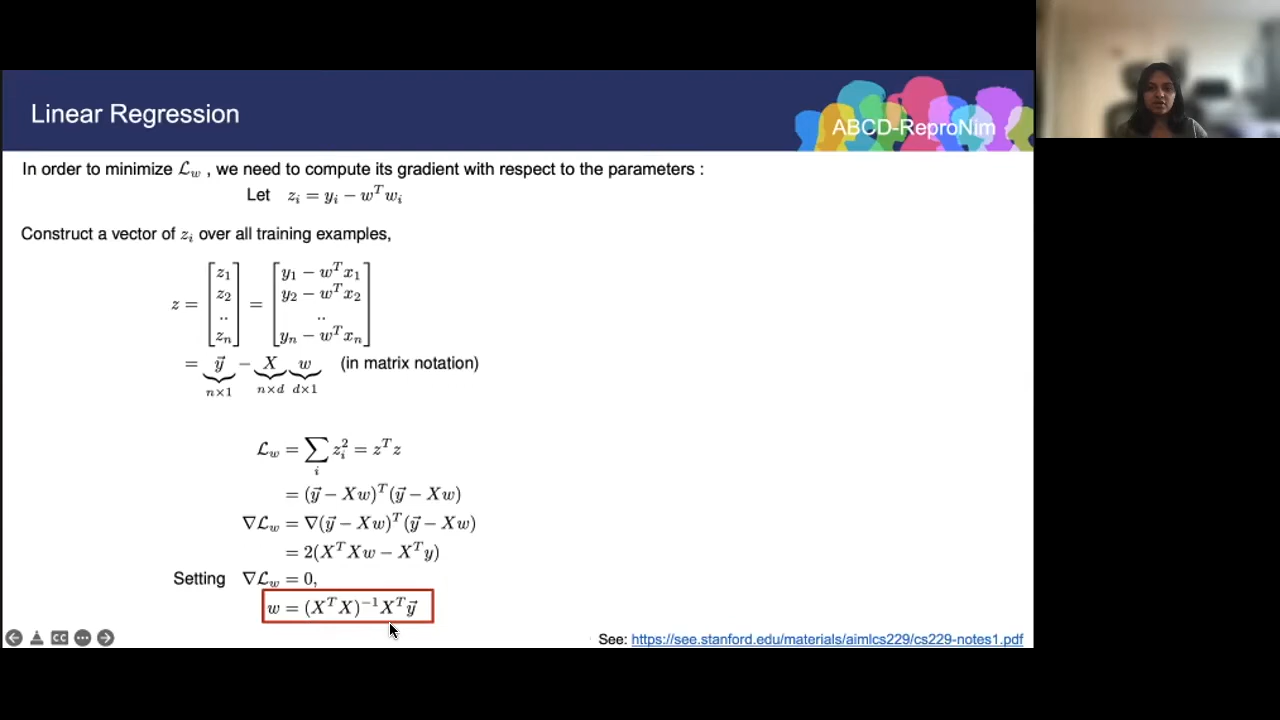 Linear Regression
ABCD-ReproNim
In order to minimize ℒ_w , we need to compute its gradient with respect to the parameters :
Let z_i = y_i − w^T w_i
Construct a vector of z_i over all training examples,
z = [z_1 z_2 .. z_n] = [y_1 − w^T x_1 y_2 − w^T x_2 .. y_n − w^T x_n]
= y⃗ − X w (in matrix notation)
n×1 n×d d×1
ℒ_w = ∑_i z_i^2 = z^T z
= (y⃗ − Xw)^T (y⃗ − Xw)
∇ℒ_w = ∇(y⃗ − Xw)^T (y⃗ − Xw)
= 2(X^T Xw − X^T y)
Setting ∇ℒ_w = 0,
w = (X^T X)^−1 X^T y⃗
CC
See: https://see.stanford.edu/materials/aimlcs229/cs229-notes1.pdf